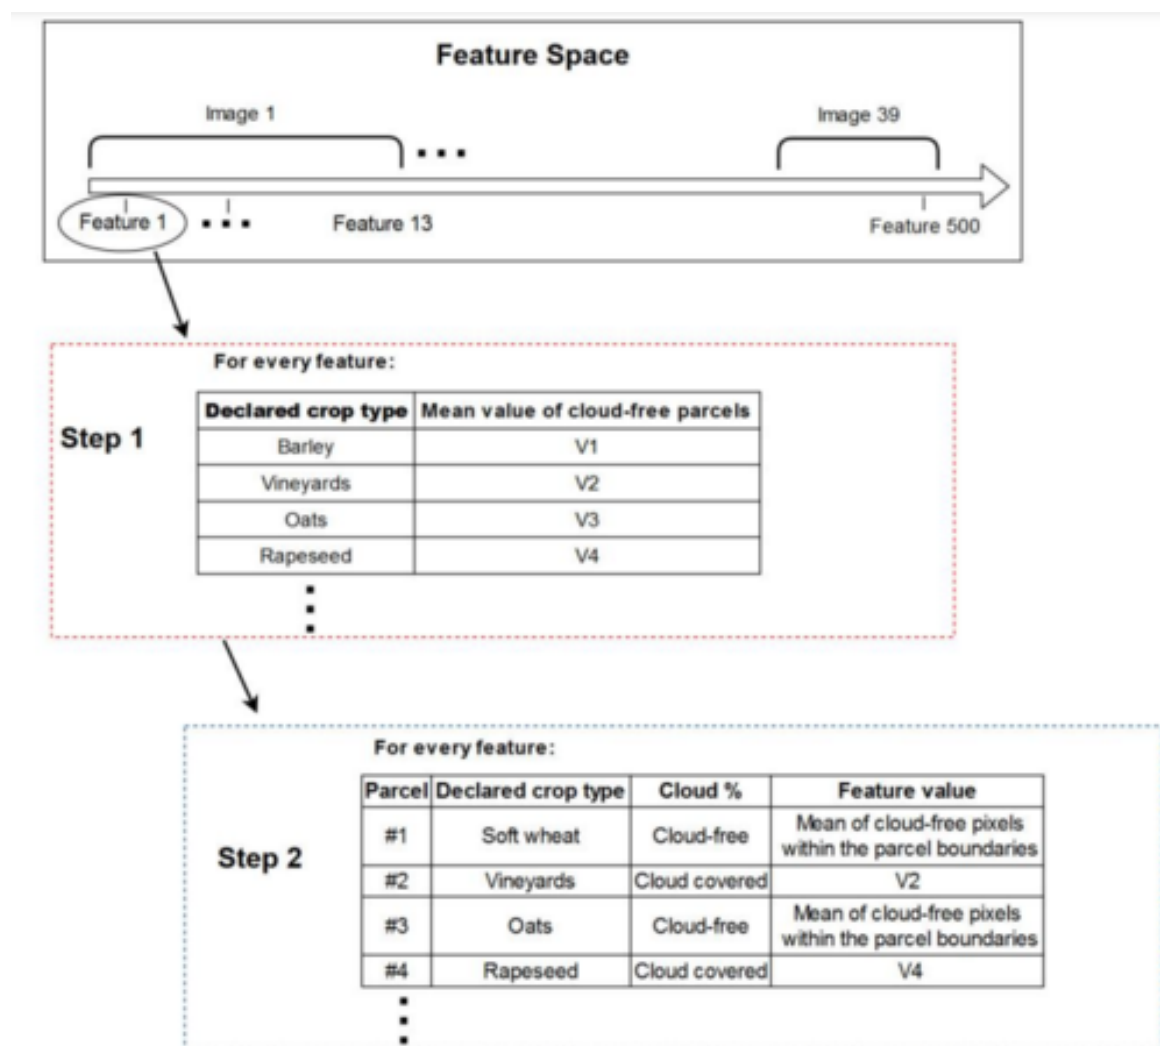 Feature Space
Image 1
Image 39
Feature 1
Feature 13
Feature 500
For every feature:
Step 1
Declared crop type Mean value of cloud-free parcels
Barley V1
Vineyards V2
Oats V3
Rapeseed V4
For every feature:
Step 2
Parcel Declared crop type Cloud % Feature value
#1 Soft wheat Cloud-free Mean of cloud-free pixels
within the parcel boundaries
#2 Vineyards Cloud covered V2
#3 Oats Cloud-free Mean of cloud-free pixels
within the parcel boundaries
#4 Rapeseed Cloud covered V4